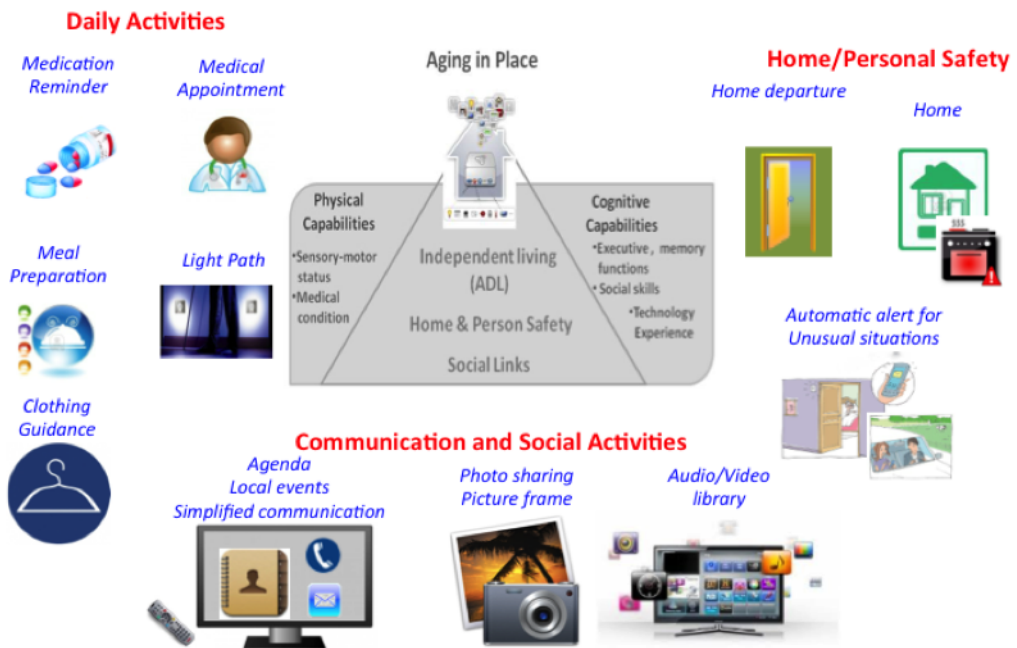 Daily Activities
Medication
Reminder
Medical
Appointment
Meal
Preparation
Light Path
Clothing
Guidance
Aging in Place
Physical
Capabilities
•Sensory-motor
status
•Medical
condition
Independent living
(ADL)
Home & Person Safety
Social Links
Cognitive
Capabilities
•Executive, memory
functions
• Social skills
•Technology
Experience
Home/Personal Safety
Home departure
Home
Automatic alert for
Unusual situations
Communication and Social Activities
Agenda
Local events
Simplified communication
Photo sharing
Picture frame
Audio/Video
library